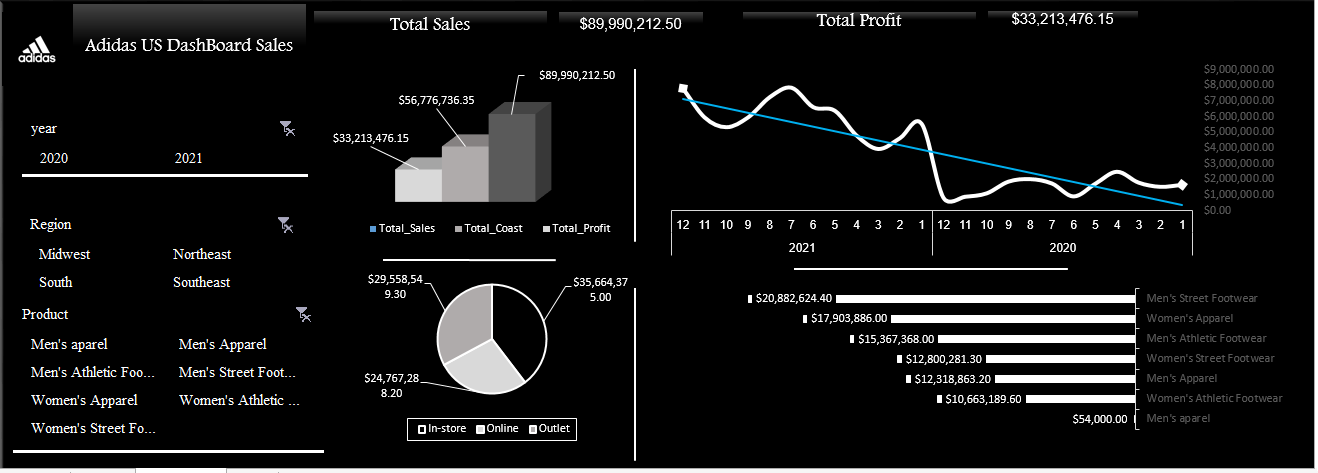 adidas
Adidas US DashBoard Sales
Total Sales
$89,990,212.50
Total Profit
$33,213,476.15
year
2020 2021
Region
Midwest Northeast
South Southeast
Product
Men's aparel Men's Apparel
Men's Athletic Foo... Men's Street Foot...
Women's Apparel Women's Athletic ...
Women's Street Fo...
$89,990,212.50
$56,776,736.35
$33,213,476.15
Total_Sales Total_Coast Total_Profit
$9,000,000.00
$8,000,000.00
$7,000,000.00
$6,000,000.00
$5,000,000.00
$4,000,000.00
$3,000,000.00
$2,000,000.00
$1,000,000.00
$0.00
12 11 10 9 8 7 6 5 4 3 2 1 12 11 10 9 8 7 6 5 4 3 2 1
2021 2020
$29,558,54
9.30
$35,664,37
5.00
$24,767,28
8.20
In-store Online Outlet
$20,882,624.40 Men's Street Footwear
$17,903,886.00 Women's Apparel
$15,367,368.00 Men's Athletic Footwear
$12,800,281.30 Women's Street Footwear
$12,318,863.20 Men's Apparel
$10,663,189.60 Women's Athletic Footwear
$54,000.00 Men's aparel